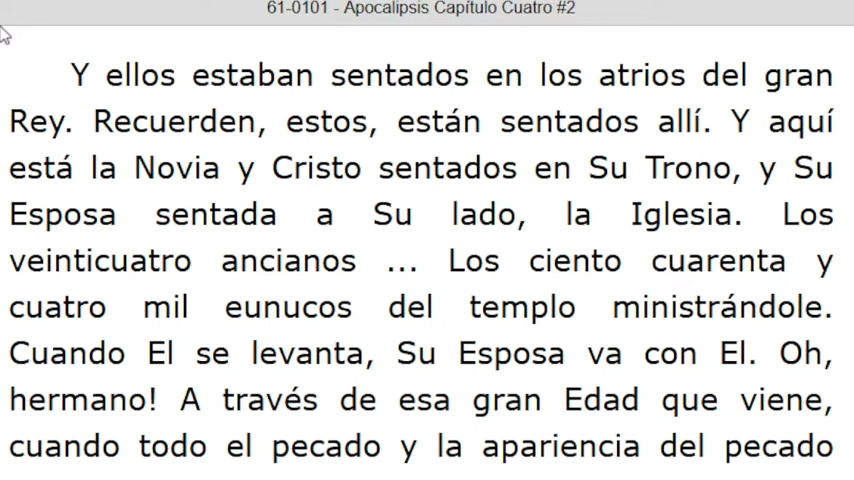 61-0101 - Apocalipsis Capítulo Cuatro #2
Y ellos estaban sentados en los atrios del gran
Rey. Recuerden, estos, están sentados allí. Y aquí
está la Novia y Cristo sentados en Su Trono, y Su
Esposa sentada a Su lado, la Iglesia. Los
veinticuatro ancianos ... Los ciento cuarenta y
cuatro mil eunucos del templo ministrándole.
Cuando El se levanta, Su Esposa va con El. Oh,
hermano! A través de esa gran Edad que viene,
cuando todo el pecado y la apariencia del pecado